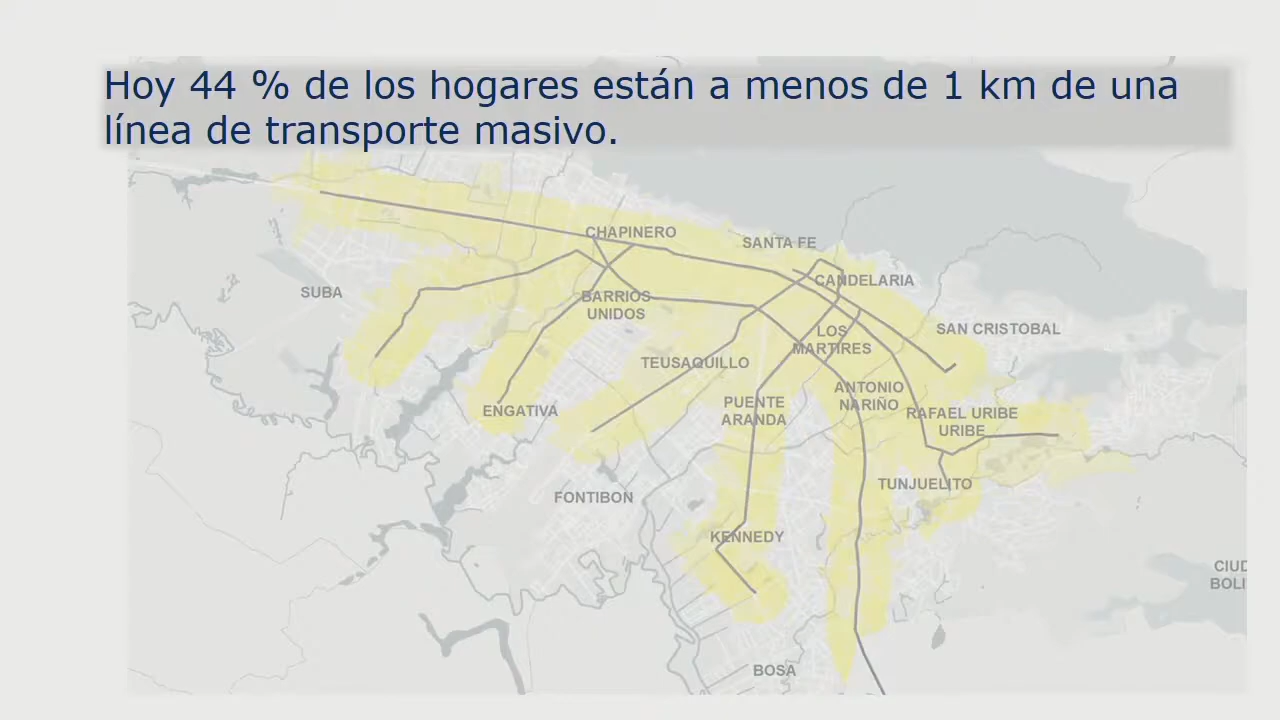 Hoy 44 % de los hogares están a menos de 1 km de una
línea de transporte masivo.
CHAPINERO
SANTA FE
CANDELARIA
SUBA
BARRIOS
UNIDOS
SAN CRISTOBAL
LOS
MARTIRES
TEUSAQUILLO
ANTONIO
NARIÑO
PUENTE
ARANDA
ENGATIVA
RAFAEL URIBE
URIBE
TUNJUELITO
FONTIBON
KENNEDY
CIUD
BOLI
BOSA